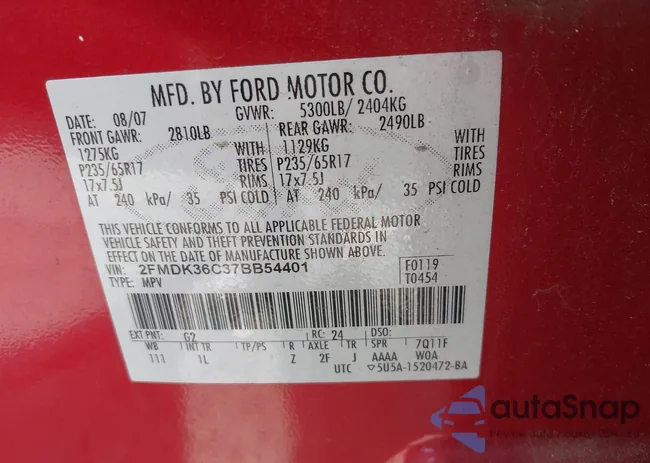 MFD. BY FORD MOTOR CO.
DATE: 08/07 GVWR: 5300LB/ 2404KG
FRONT GAWR: 2810LB REAR GAWR: 2490LB
1275KG WITH 1129KG WITH
P235/65R17 TIRES P235/65R17 TIRES
17x7.5J RIMS 17x7.5J RIMS
AT 240 kPa/ 35 PSI COLD AT 240 kPa/ 35 PSI COLD
THIS VEHICLE CONFORMS TO ALL APPLICABLE FEDERAL MOTOR
VEHICLE SAFETY AND THEFT PREVENTION STANDARDS IN
EFFECT ON THE DATE OF MANUFACTURE SHOWN ABOVE.
VIN: 2FMDK36C37BB54401 F0119
TYPE: MPV T0454
EXT PNT: G2 RC: 24 DSO:
WB INT TR TP/PS R AXLE TR SPR 7Q11F
111 1L Z 2F J AAAA W0A
UTC ▽5U5A-1520472-BA
autaSnap